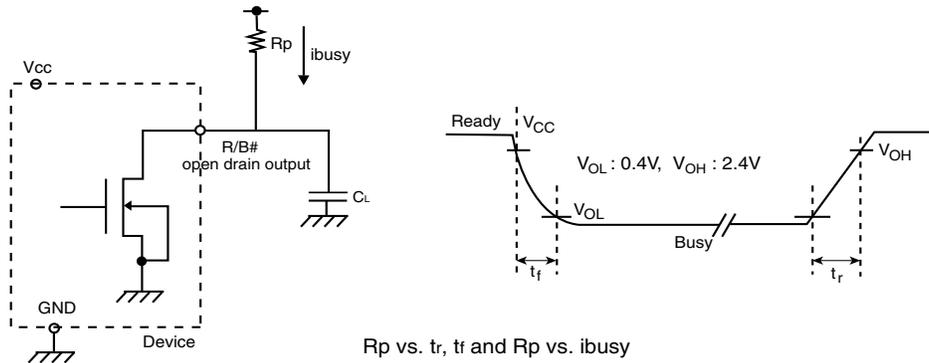 Rp
ibusy
Vcc
R/B#
open drain output
CL
GND
Device
Ready
VCC
VOL : 0.4V, VOH : 2.4V
VOH
VOL
Busy
tf
tr
Rp vs. tr, tf and Rp vs. ibusy